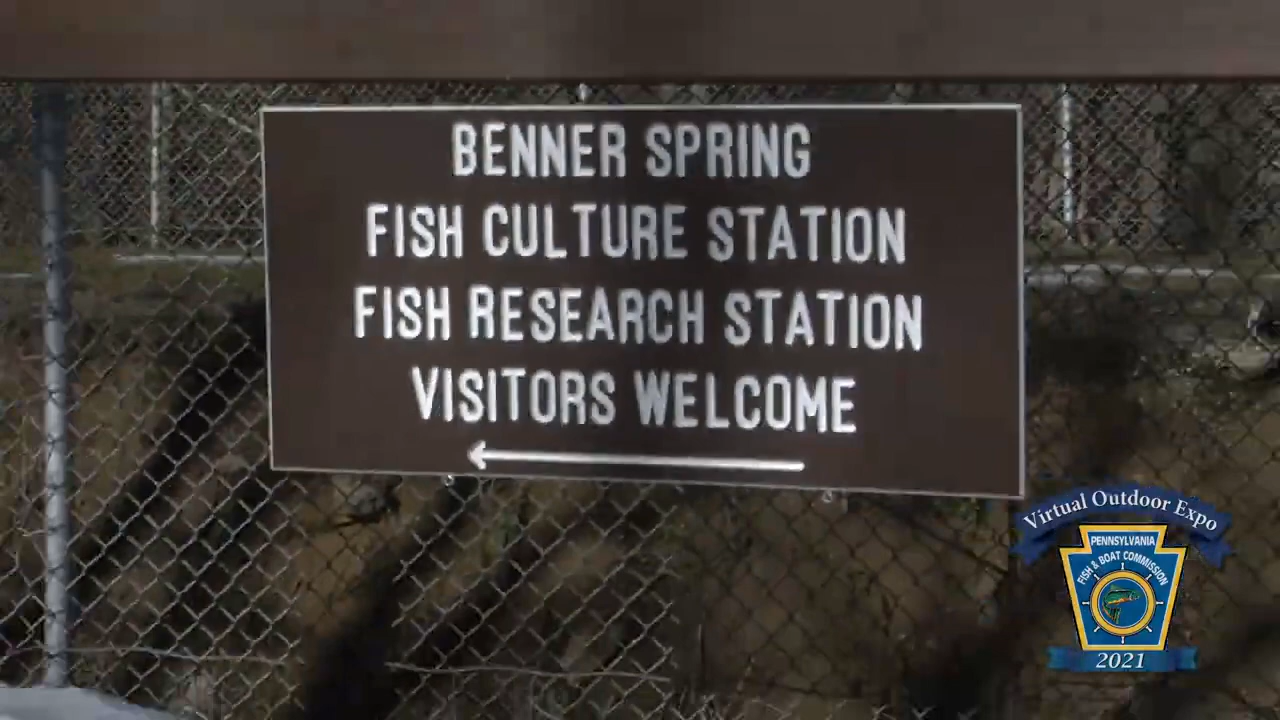 BENNER SPRING
FISH CULTURE STATION
FISH RESEARCH STATION
VISITORS WELCOME
Virtual Outdoor Expo
PENNSYLVANIA
FISH & BOAT COMMISSION
2021